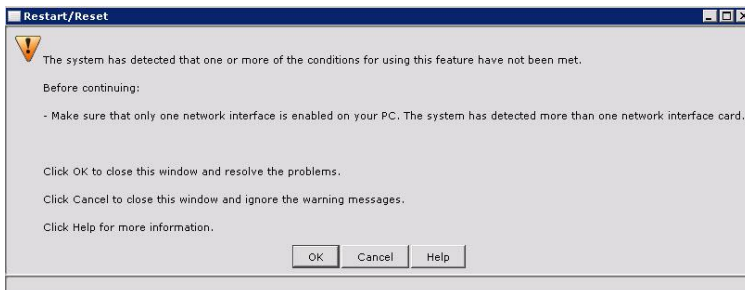 Restart/Reset
The system has detected that one or more of the conditions for using this feature have not been met.
Before continuing:
- Make sure that only one network interface is enabled on your PC. The system has detected more than one network interface card.
Click OK to close this window and resolve the problems.
Click Cancel to close this window and ignore the warning messages.
Click Help for more information.
OK Cancel Help